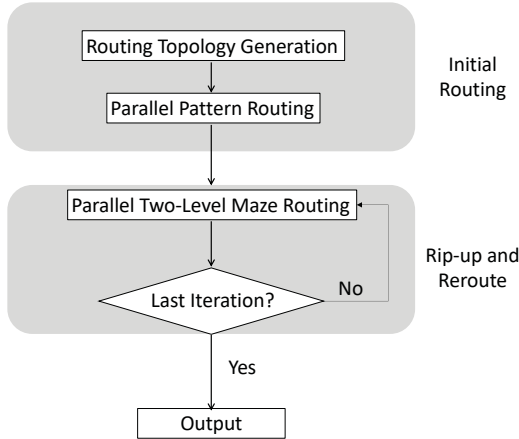 Routing Topology Generation
Initial
Routing
Parallel Pattern Routing
Parallel Two-Level Maze Routing
Rip-up and
Reroute
Last Iteration?
No
Yes
Output